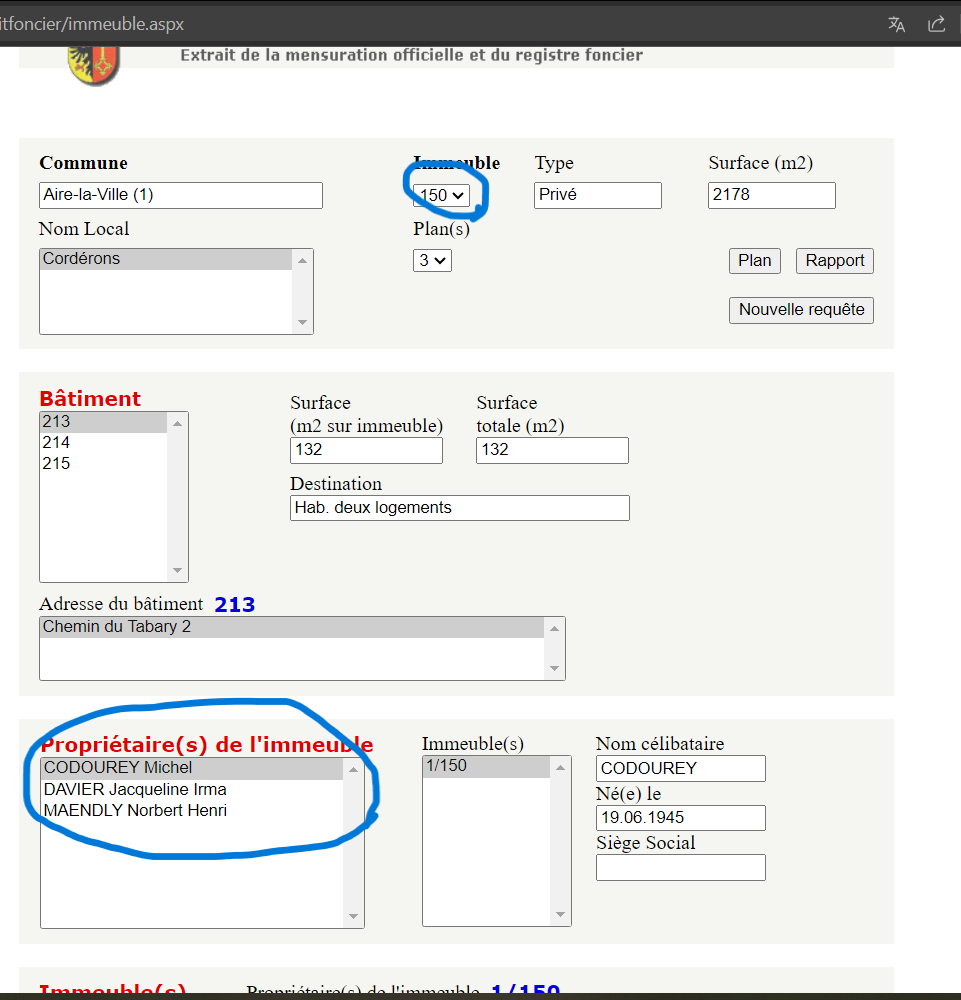 itfoncier/immeuble.aspx
Extrait de la mensuration officielle et du registre foncier
Commune Immeuble Type Surface (m2)
Aire-la-Ville (1) 150 Privé 2178
Nom Local Plan(s)
Cordérons 3 Plan Rapport
Nouvelle requête
Bâtiment
213
214
215
Surface
(m2 sur immeuble)
132
Surface
totale (m2)
132
Destination
Hab. deux logements
Adresse du bâtiment 213
Chemin du Tabary 2
Propriétaire(s) de l'immeuble
CODOUREY Michel
DAVIER Jacqueline Irma
MAENDLY Norbert Henri
Immeuble(s)
1/150
Nom célibataire
CODOUREY
Né(e) le
19.06.1945
Siège Social
Immeuble(s) Propriétaire(s) de l'immeuble 1/150